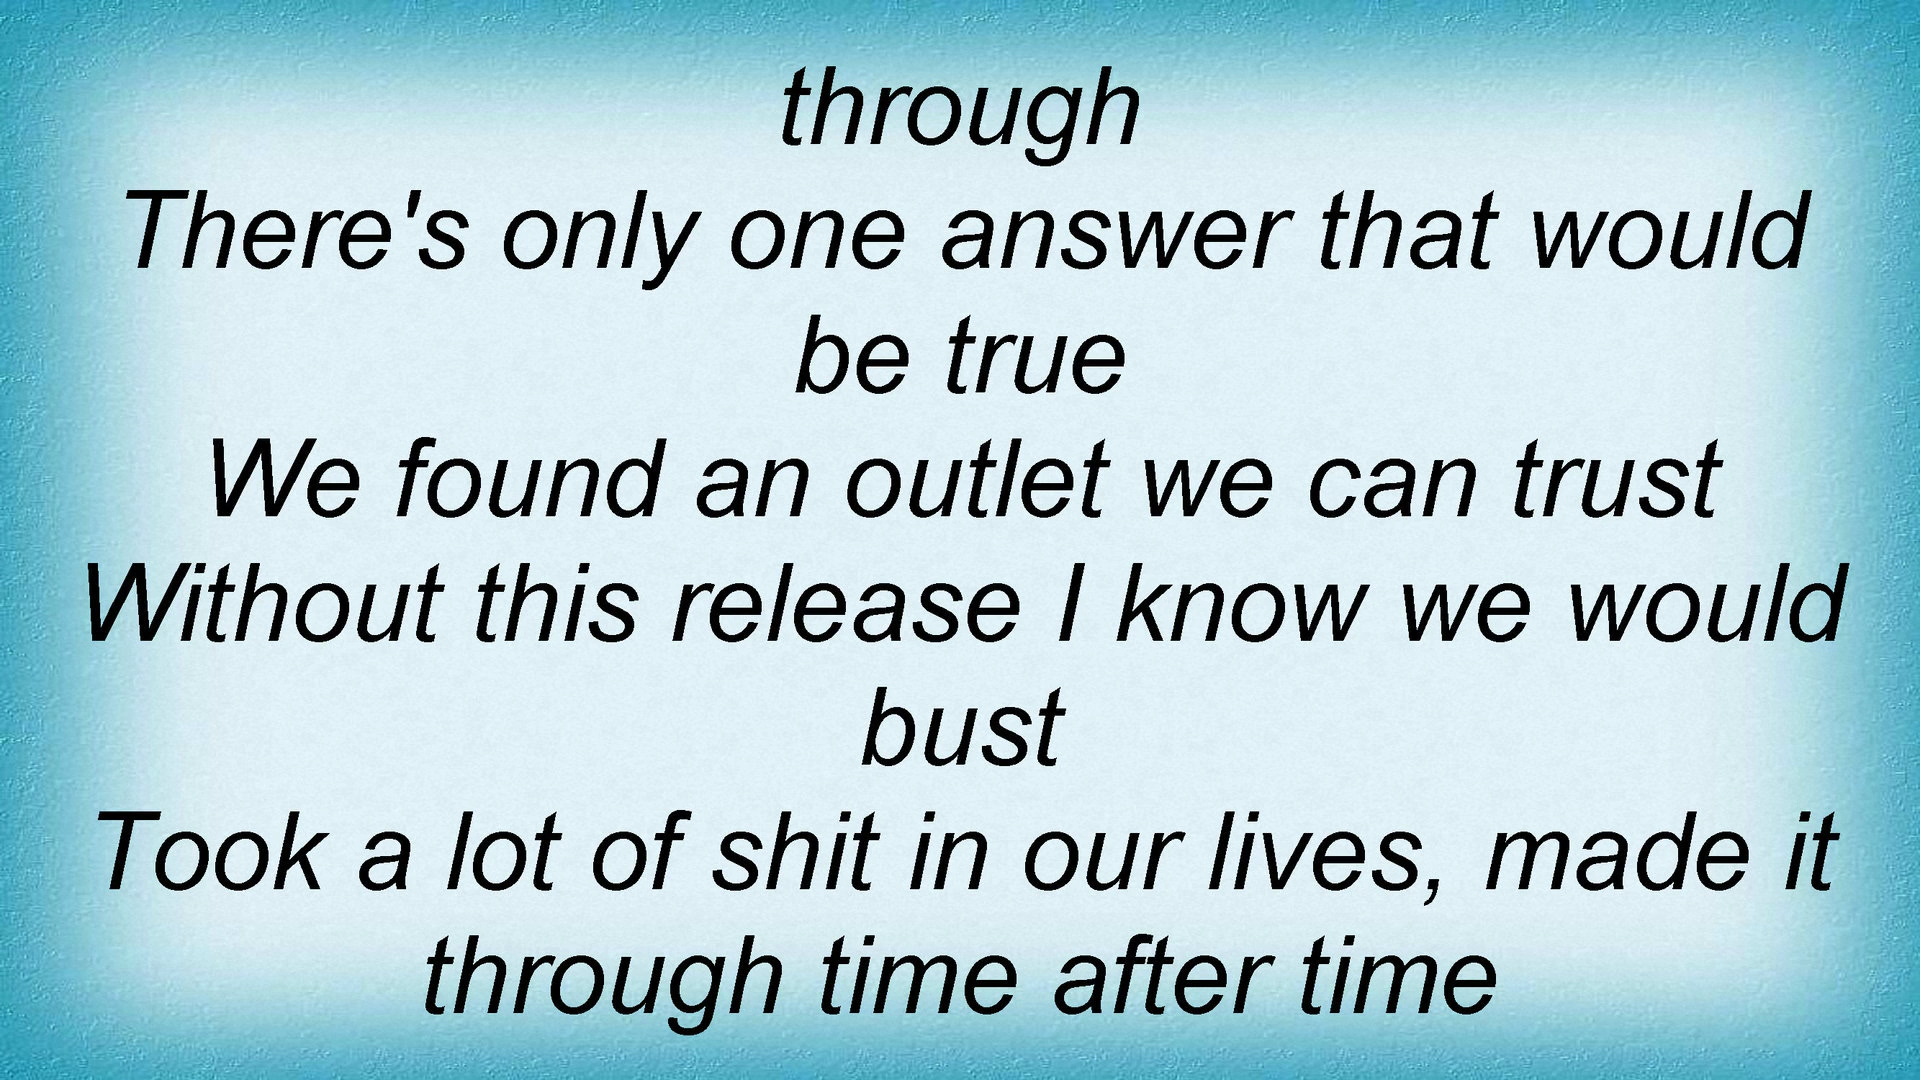 through
There's only one answer that would
be true
We found an outlet we can trust
Without this release I know we would
bust
Took a lot of shit in our lives, made it
through time after time